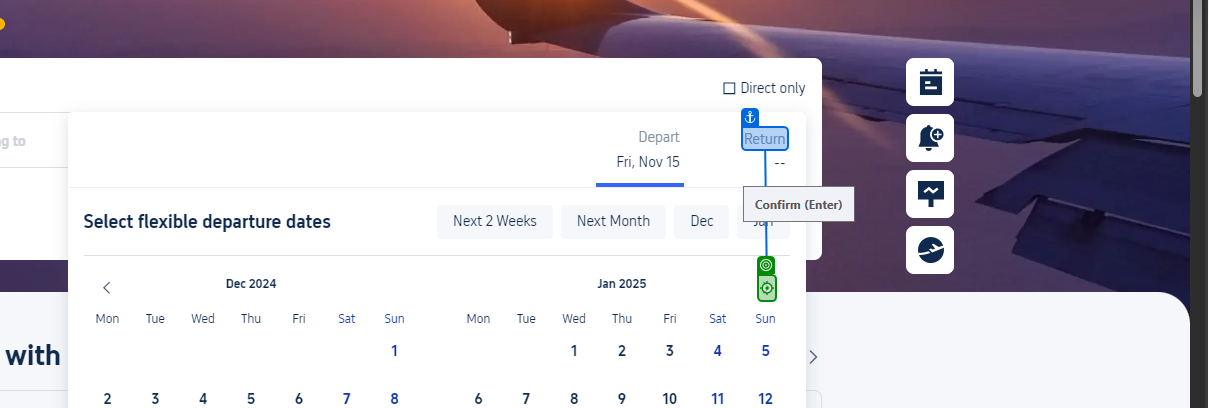 Direct only
g to
Depart
Return
Fri, Nov 15
--
Confirm (Enter)
Select flexible departure dates
Next 2 Weeks
Next Month
Dec
Jan
Dec 2024
Jan 2025
Mon Tue Wed Thu Fri Sat Sun
Mon Tue Wed Thu Fri Sat Sun
1
1 2 3 4 5
with
2 3 4 5 6 7 8
6 7 8 9 10 11 12